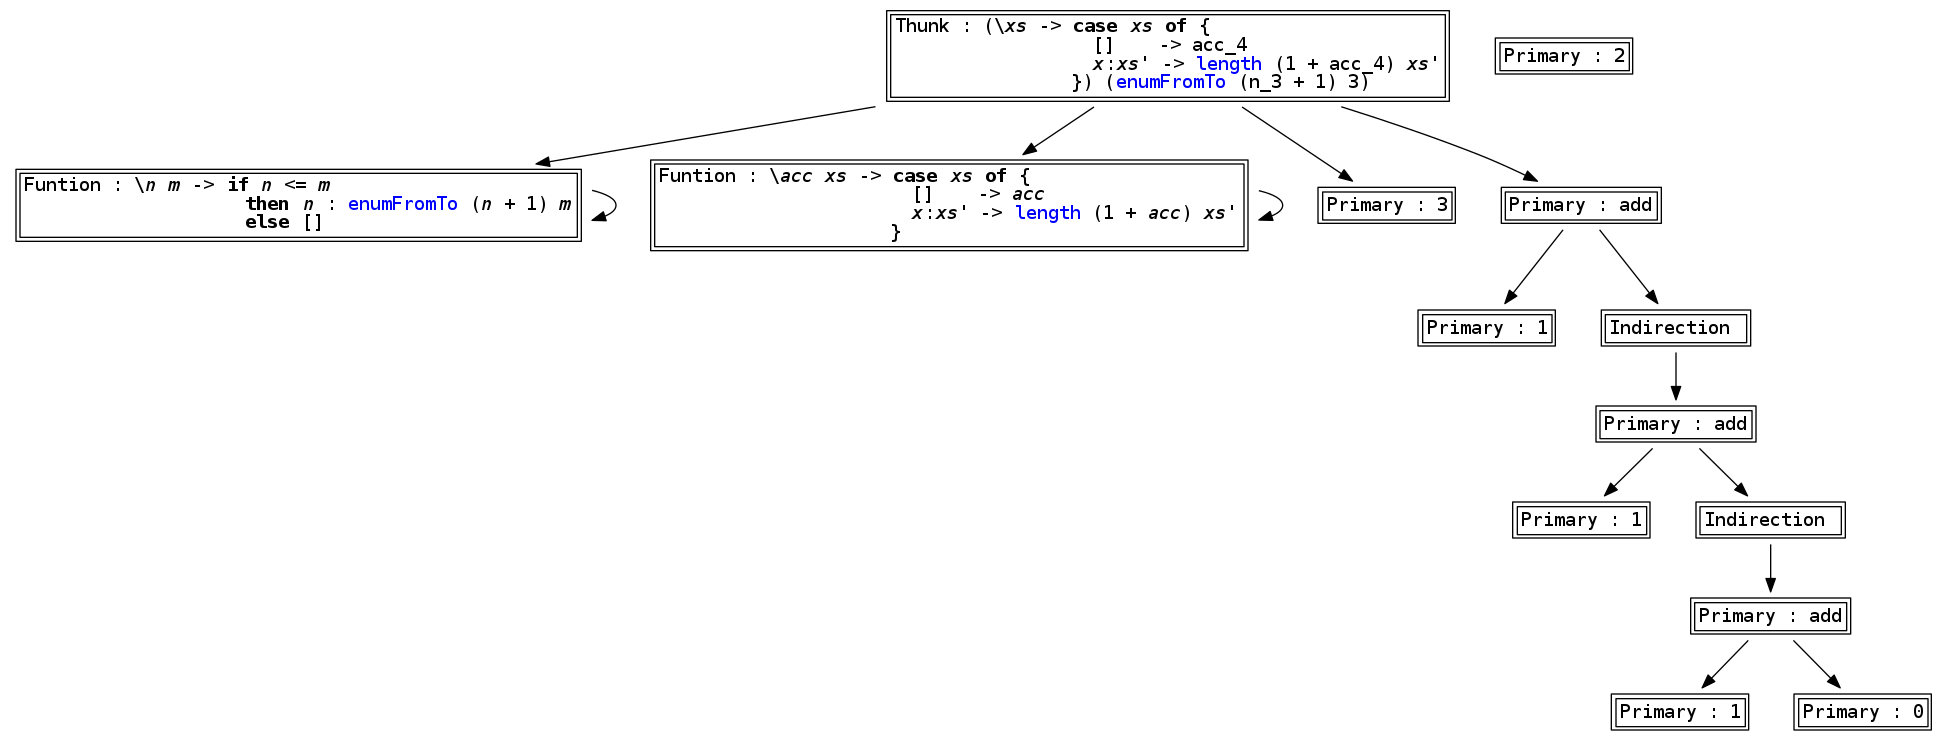 Thunk : (\xs -> case xs of {
[] -> acc_4
x:xs' -> length (1 + acc_4) xs'
}) (enumFromTo (n_3 + 1) 3)
Primary : 2
Funtion : \n m -> if n <= m
then n : enumFromTo (n + 1) m
else []
Funtion : \acc xs -> case xs of {
[] -> acc
x:xs' -> length (1 + acc) xs'
}
Primary : 3
Primary : add
Primary : 1
Indirection
Primary : add
Primary : 1
Indirection
Primary : add
Primary : 1
Primary : 0